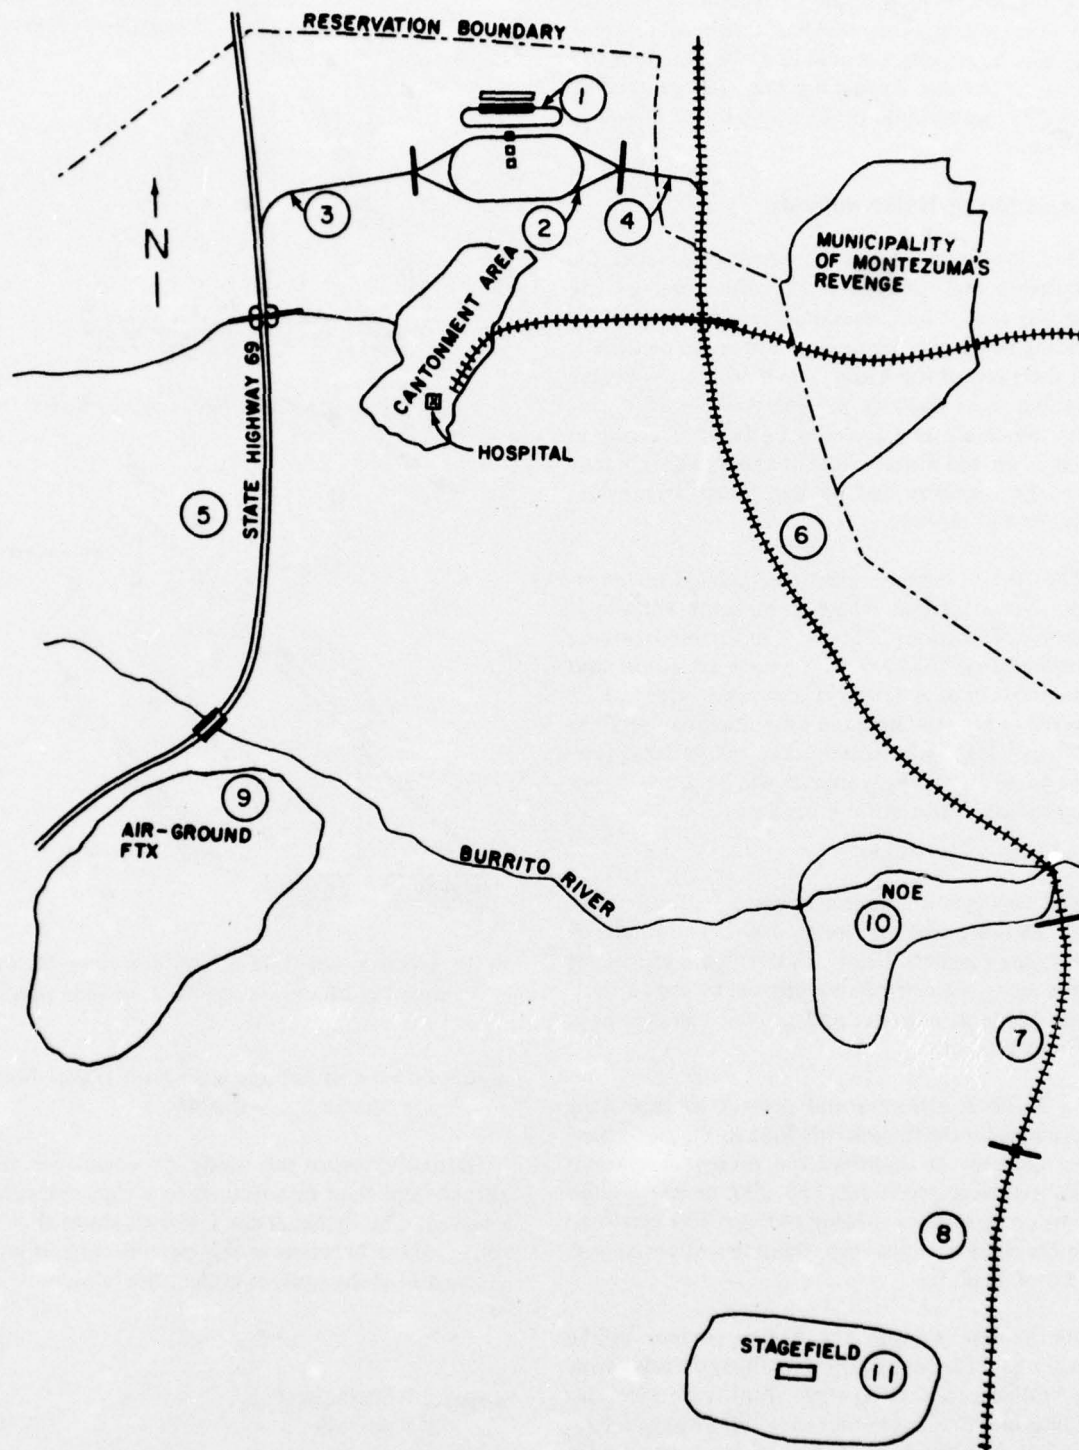 RESERVATION BOUNDARY
1
N
3
2
4
MUNICIPALITY
OF MONTEZUMA'S
REVENGE
CANTONMENT AREA
STATE HIGHWAY 69
HOSPITAL
5
6
9
AIR-GROUND
FTX
BURRITO RIVER
NOE
10
7
8
STAGEFIELD
11